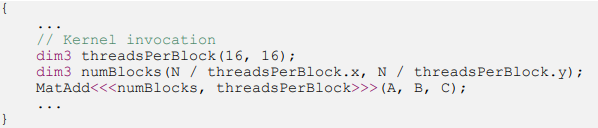 {
...
// Kernel invocation
dim3 threadsPerBlock(16, 16);
dim3 numBlocks(N / threadsPerBlock.x, N / threadsPerBlock.y);
MatAdd<<<numBlocks, threadsPerBlock>>>(A, B, C);
...
}